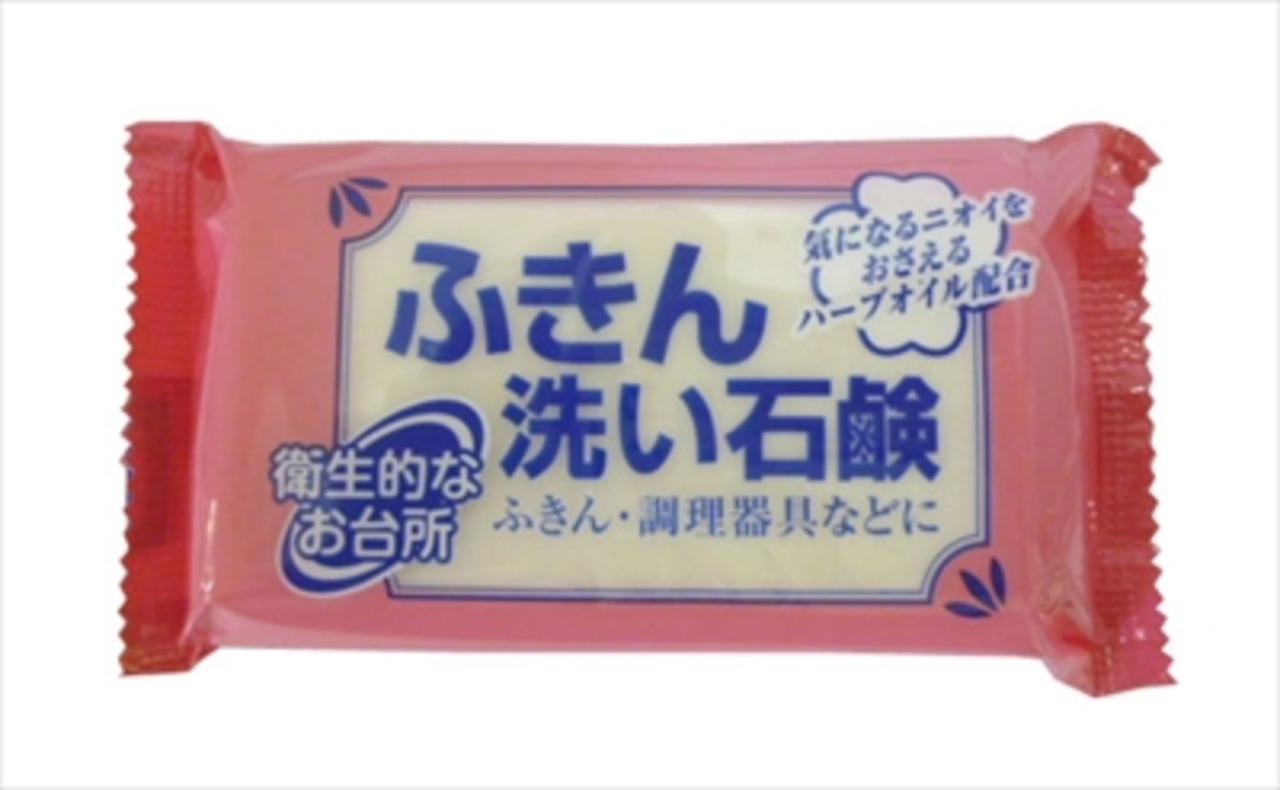 気になるニオイを
おさえる
ハーブオイル配合
ふきん
洗い石鹸
衛生的な
お台所
ふきん・調理器具などに